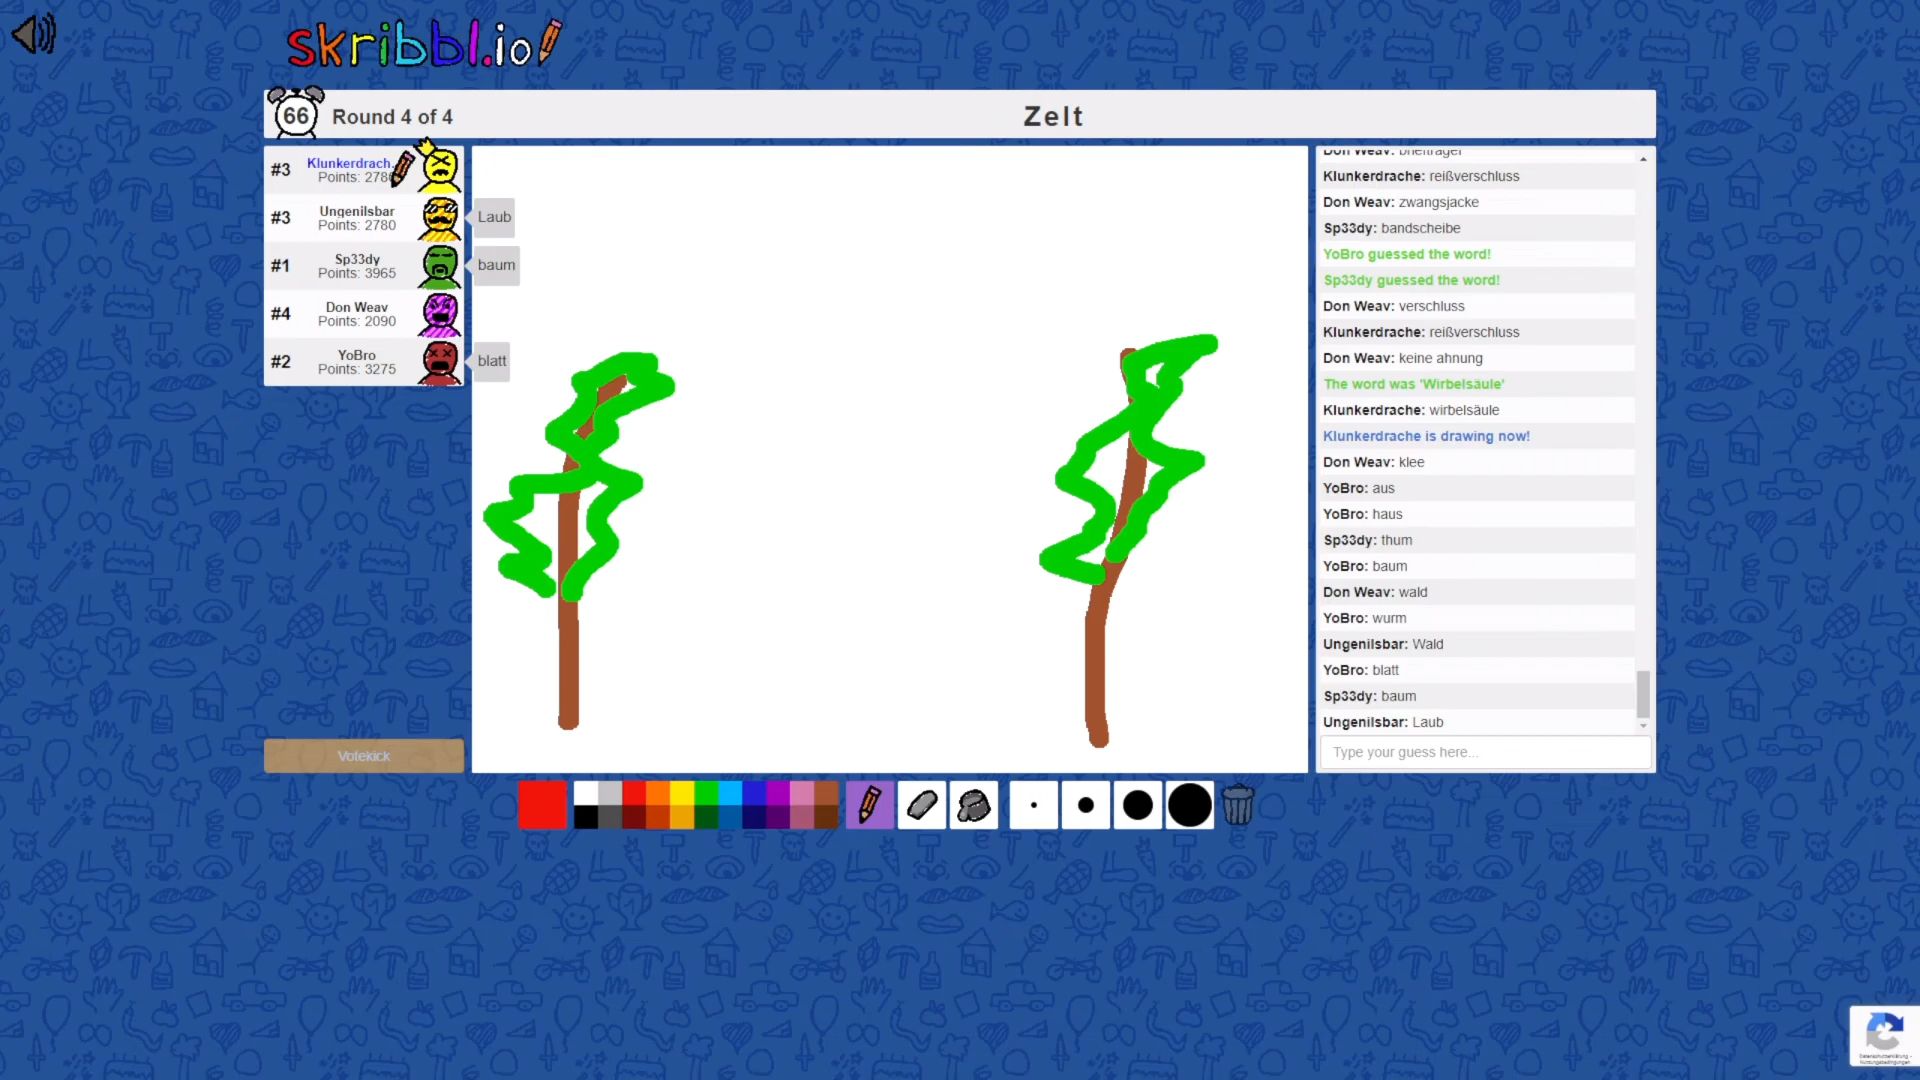 skribbl.io
66
Round 4 of 4
Zelt
#3
Klunkerdrach
Points: 278
#3
Ungenilsbar
Points: 2780
Laub
#1
Sp33dy
Points: 3965
baum
#4
Don Weav
Points: 2090
#2
YoBro
Points: 3275
blatt
Votekick
Don Weav: briefträger
Klunkerdrache: reißverschluss
Don Weav: zwangsjacke
Sp33dy: bandscheibe
YoBro guessed the word!
Sp33dy guessed the word!
Don Weav: verschluss
Klunkerdrache: reißverschluss
Don Weav: keine ahnung
The word was 'Wirbelsäule'
Klunkerdrache: wirbelsäule
Klunkerdrache is drawing now!
Don Weav: klee
YoBro: aus
YoBro: haus
Sp33dy: thum
YoBro: baum
Don Weav: wald
YoBro: wurm
Ungenilsbar: Wald
YoBro: blatt
Sp33dy: baum
Ungenilsbar: Laub
Type your guess here...